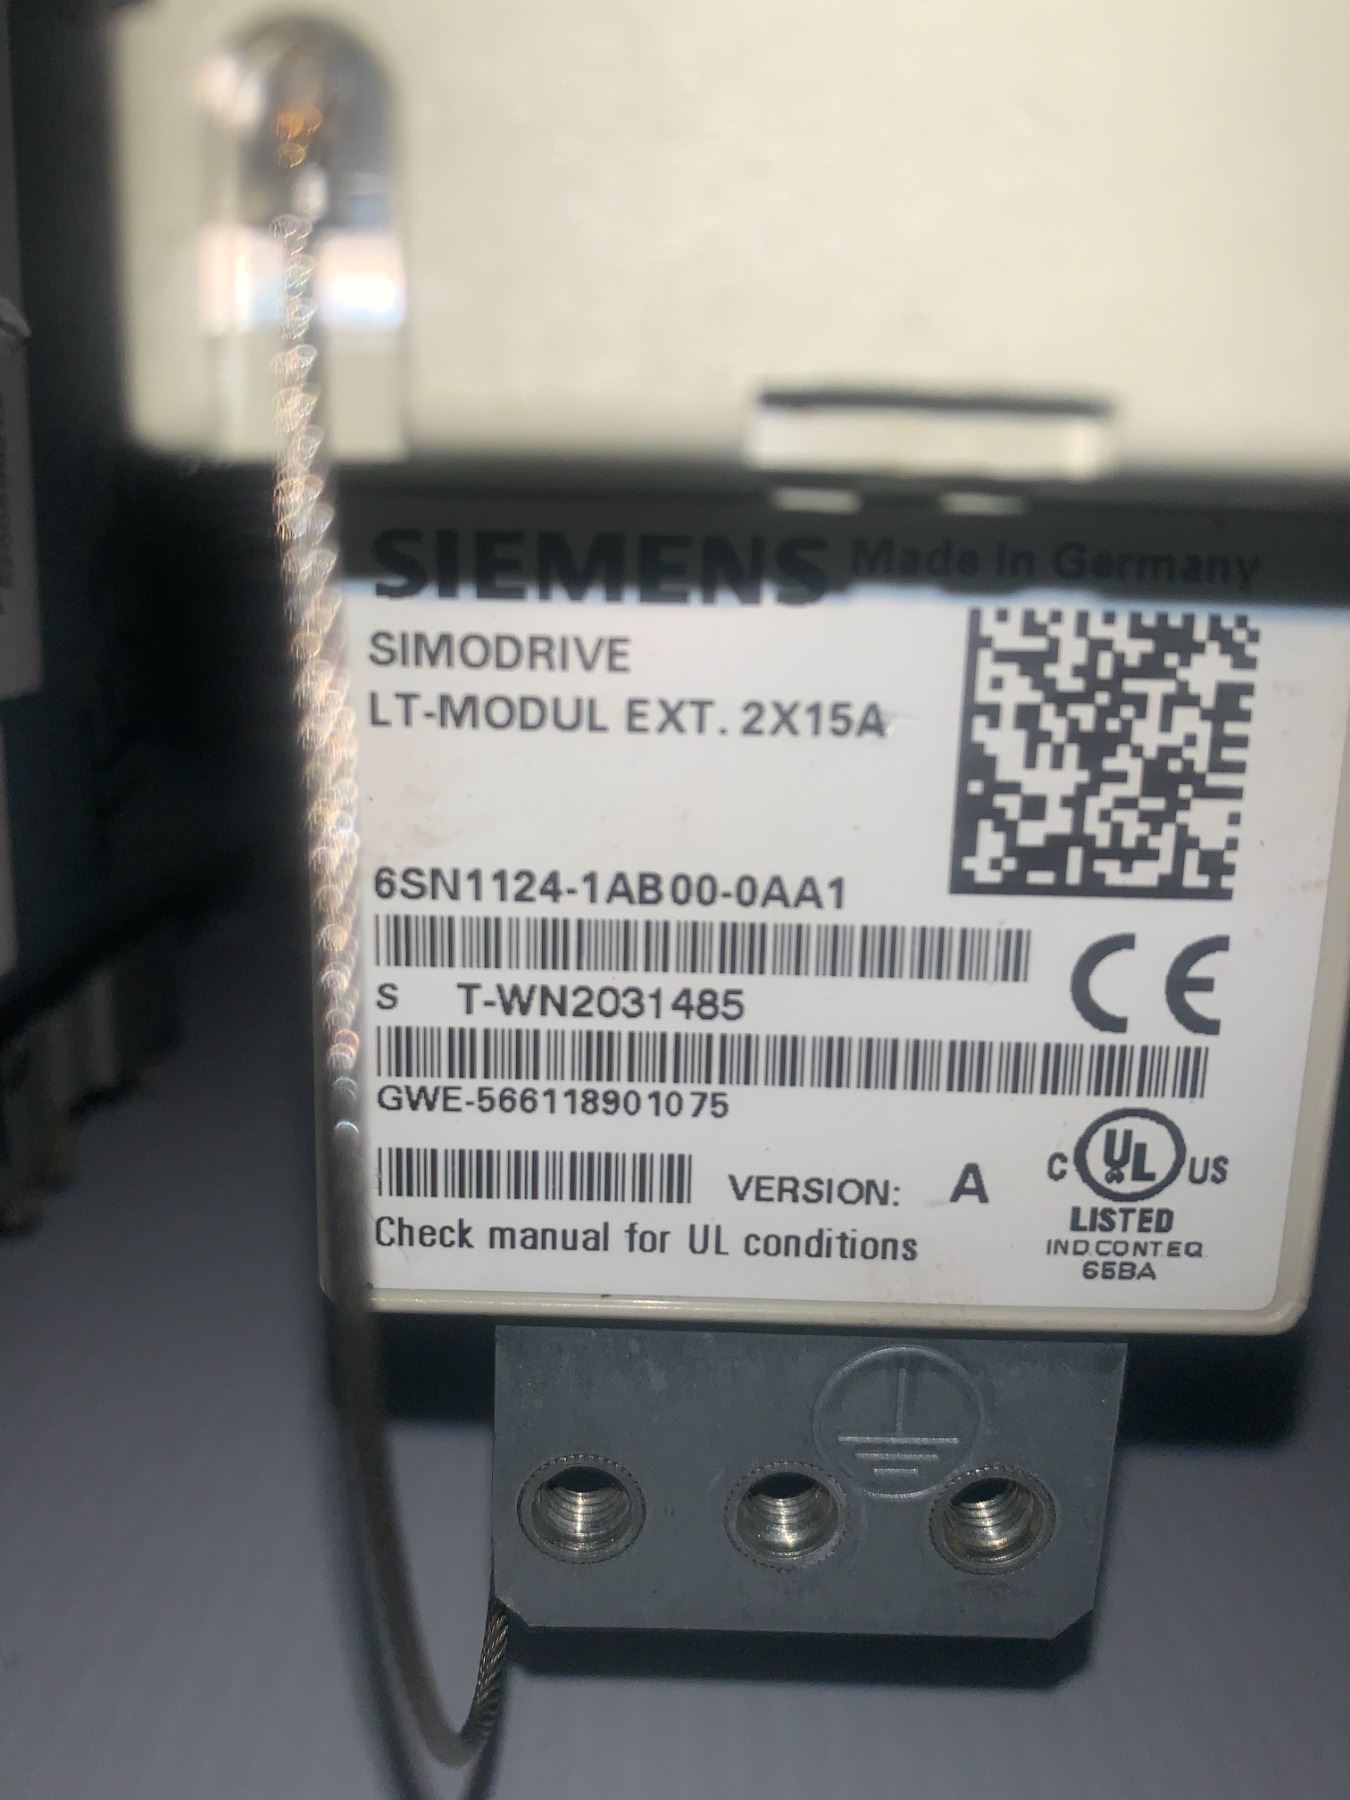 SIEMENS Made in Germany
SIMODRIVE
LT-MODUL EXT. 2X15A
6SN1124-1AB00-0AA1
S T-WN2031485
GWE-566118901075
VERSION: A
Check manual for UL conditions
CE
C UL US
LISTED
IND.CONT.EQ.
65BA